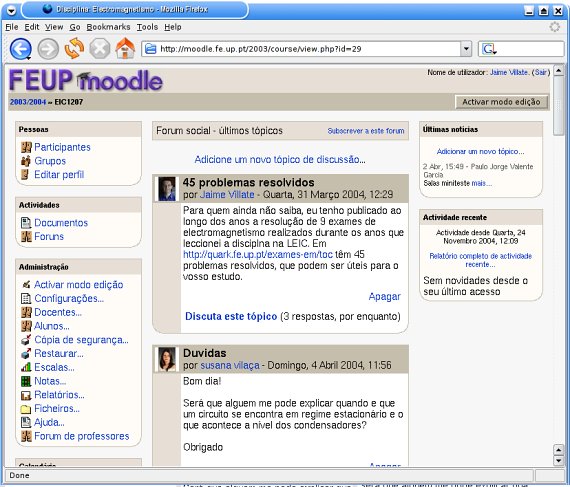 Disciplina: Electromagnetismo - Mozilla Firefox
File Edit View Go Bookmarks Tools Help
http://moodle.fe.up.pt/2003/course/view.php?id=29
G
FEUP moodle
Nome de utilizador: Jaime Villate. (Sair)
2003/2004 » EIC1207
Activar modo edição
Pessoas
Participantes
Grupos
Editar perfil
Actividades
Documentos
Foruns
Administração
Activar modo edição
Configurações...
Docentes...
Alunos...
Cópia de segurança...
Restaurar...
Escalas...
Notas...
Relatórios...
Ficheiros...
Ajuda...
Forum de professores
Calendário
Forum social - últimos tópicos
Subscrever a este forum
Adicione um novo tópico de discussão...
45 problemas resolvidos
por Jaime Villate - Quarta, 31 Março 2004, 12:29
Para quem ainda não saiba, eu tenho publicado ao
longo dos anos a resolução de 9 exames de
electromagnetismo realizados durante os anos que
leccionei a disciplna na LEIC. Em
http://quark.fe.up.pt/exames-em/toc têm 45
problemas resolvidos, que podem ser úteis para o
vosso estudo.
Apagar
Discuta este tópico (3 respostas, por enquanto)
Duvidas
por susana vilaça - Domingo, 4 Abril 2004, 11:56
Bom dia!
Será que alguem me pode explicar quando e que
um circuito se encontra em regime estacionário e o
que acontece a nível dos condensadores?
Obrigado
Apagar
Últimas notícias
Adicionar um novo tópico...
2 Abr, 15:49 - Paulo Jorge Valente
Garcia
Salas miniteste mais...
Actividade recente
Actividade desde Quarta, 24
Novembro 2004, 12:09
Relatório completo de actividade
recente...
Sem novidades desde o
seu último acesso
Done